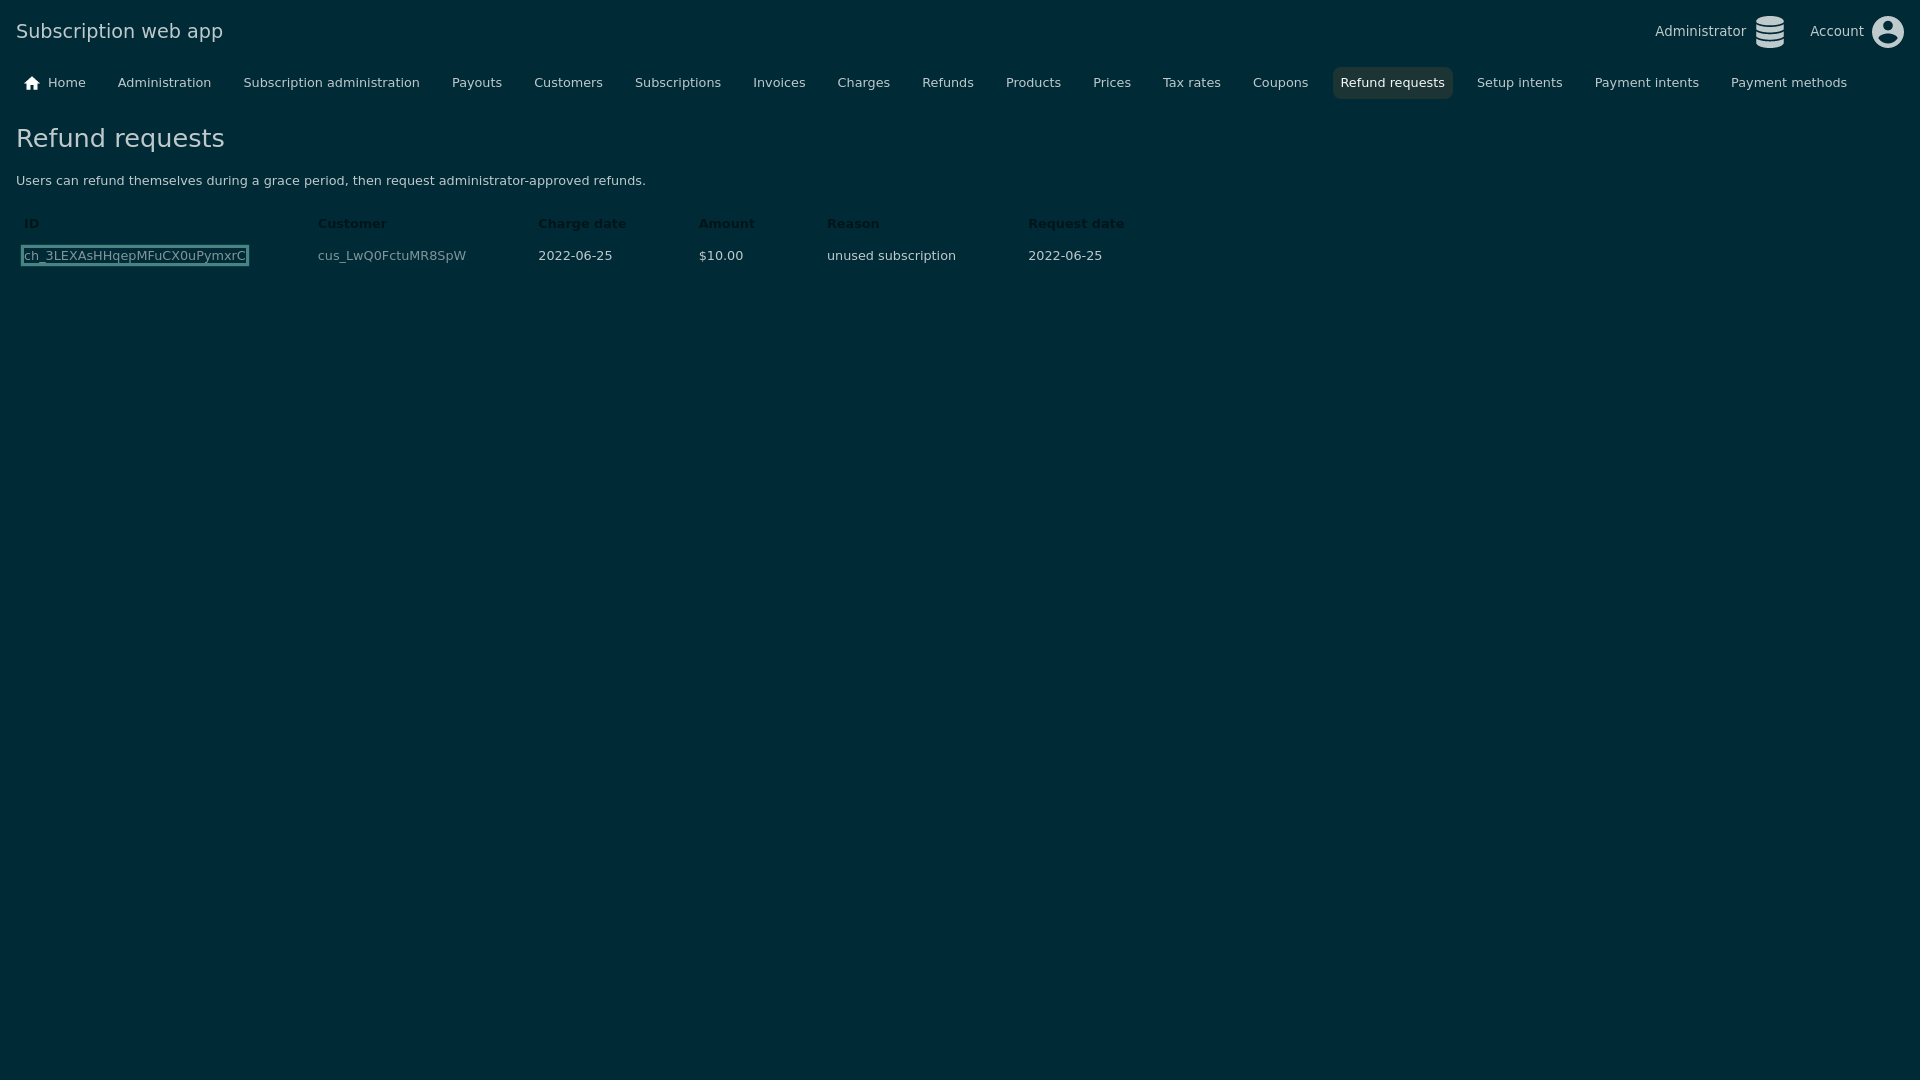 Subscription web app
Administrator
Account
Home Administration Subscription administration Payouts Customers Subscriptions Invoices Charges Refunds Products Prices Tax rates Coupons Refund requests Setup intents Payment intents Payment methods
Refund requests
Users can refund themselves during a grace period, then request administrator-approved refunds.
ID Customer Charge date Amount Reason Request date
ch_3LEXAsHHqepMFuCX0uPymxrC cus_LwQ0FctuMR8SpW 2022-06-25 $10.00 unused subscription 2022-06-25